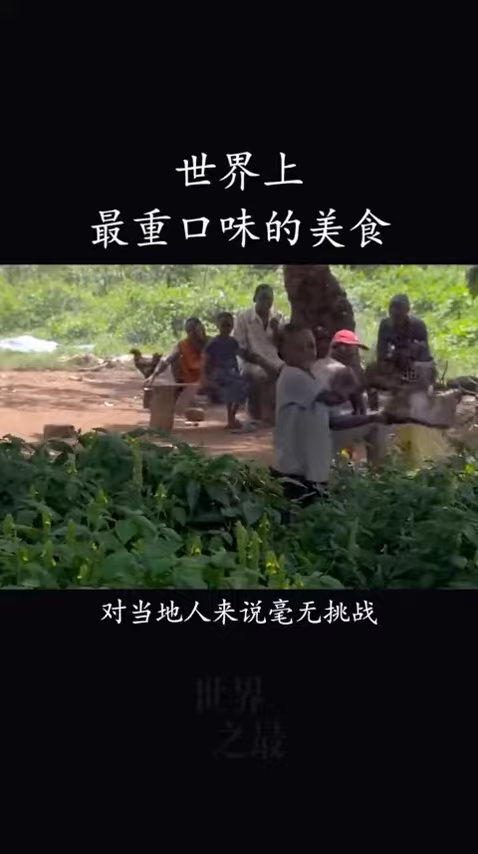 世界上
最重口味的美食
对当地人来说毫无挑战
世界
之最